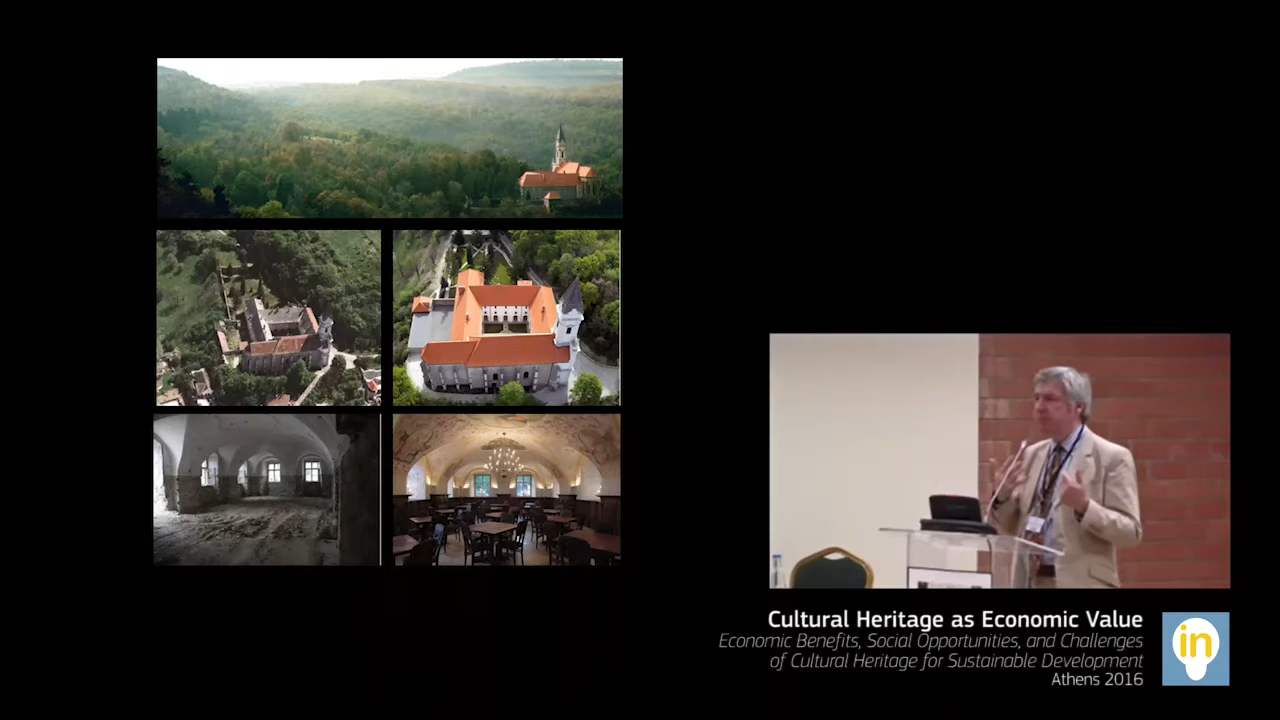 Cultural Heritage as Economic Value
Economic Benefits, Social Opportunities, and Challenges
of Cultural Heritage for Sustainable Development
Athens 2016
in